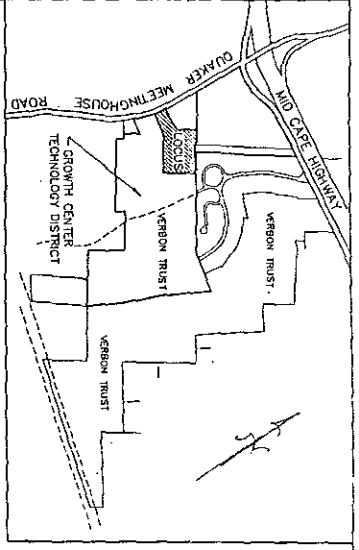 MID CAPE HIGHWAY
QUAKER MEETINGHOUSE ROAD
LOCUS
VERBON TRUST
VERBON TRUST
GROWTH CENTER
TECHNOLOGY DISTRICT
VERBON TRUST